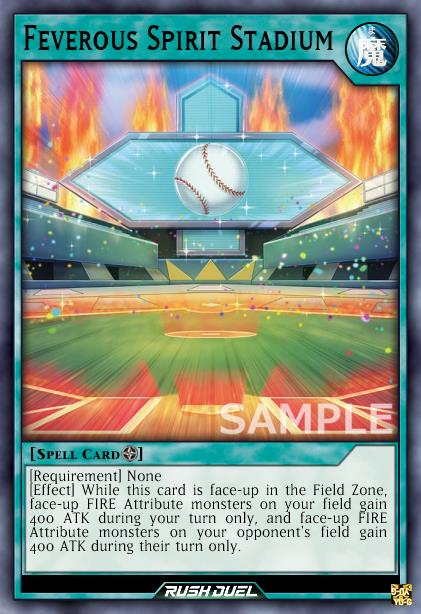 FEVEROUS SPIRIT STADIUM
ま
魔
SAMPLE
[SPELL CARD]
[Requirement] None
[Effect] While this card is face-up in the Field Zone,
face-up FIRE Attribute monsters on your field gain
400 ATK during your turn only, and face-up FIRE
Attribute monsters on your opponent's field gain
400 ATK during their turn only.
RUSH DUEL